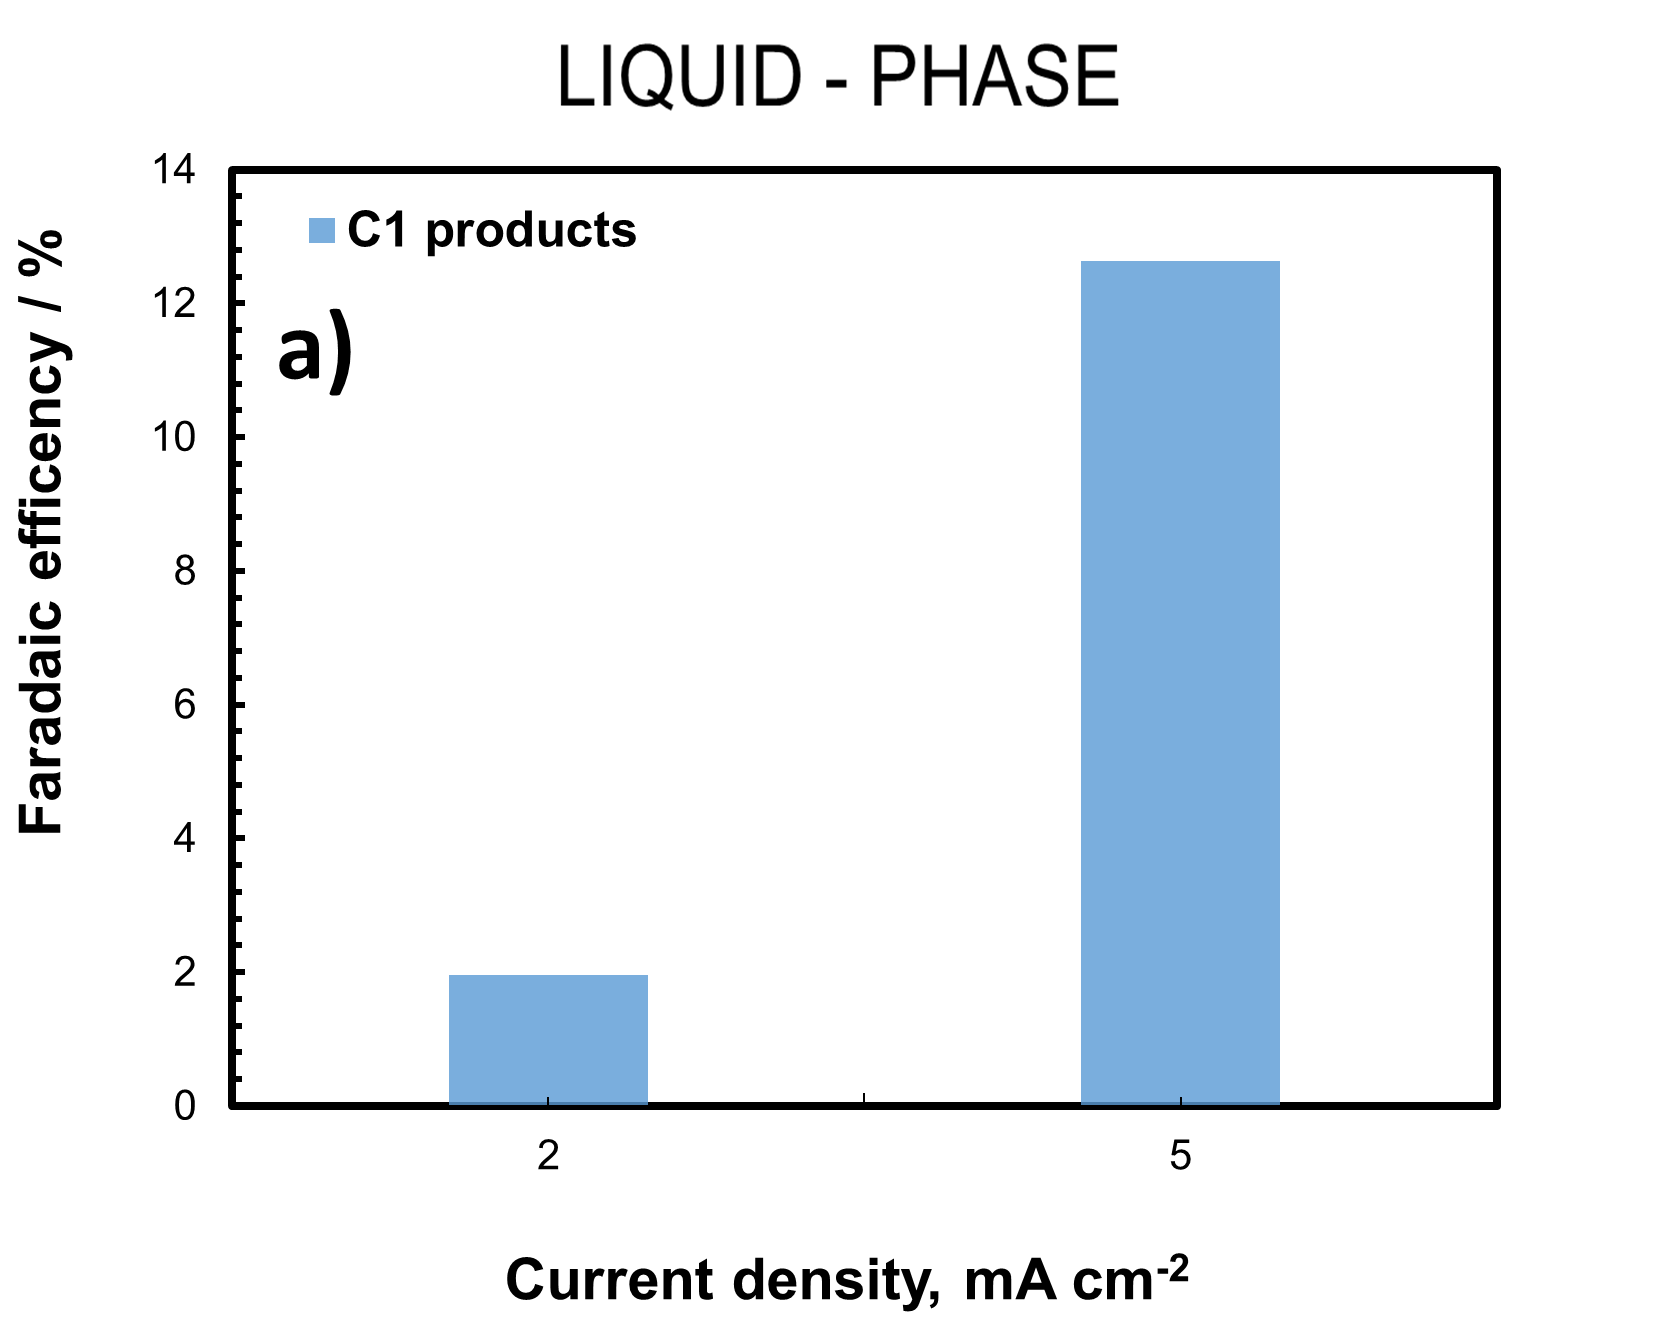 LIQUID - PHASE
Faradaic efficency / %
14
12
10
8
6
4
2
0
C1 products
a)
2
5
Current density, mA cm-2